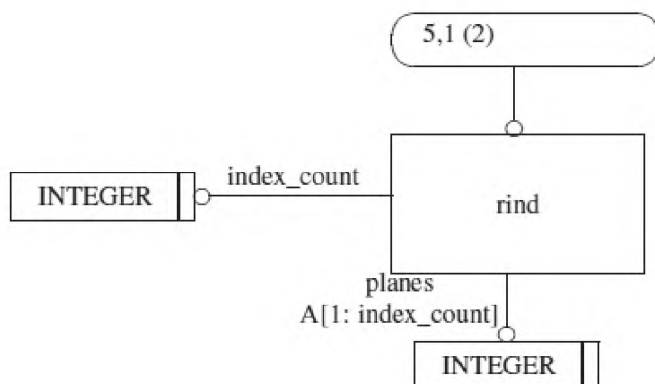 5,1 (2)
index_count
INTEGER
rind
planes
A[1: index_count]
INTEGER